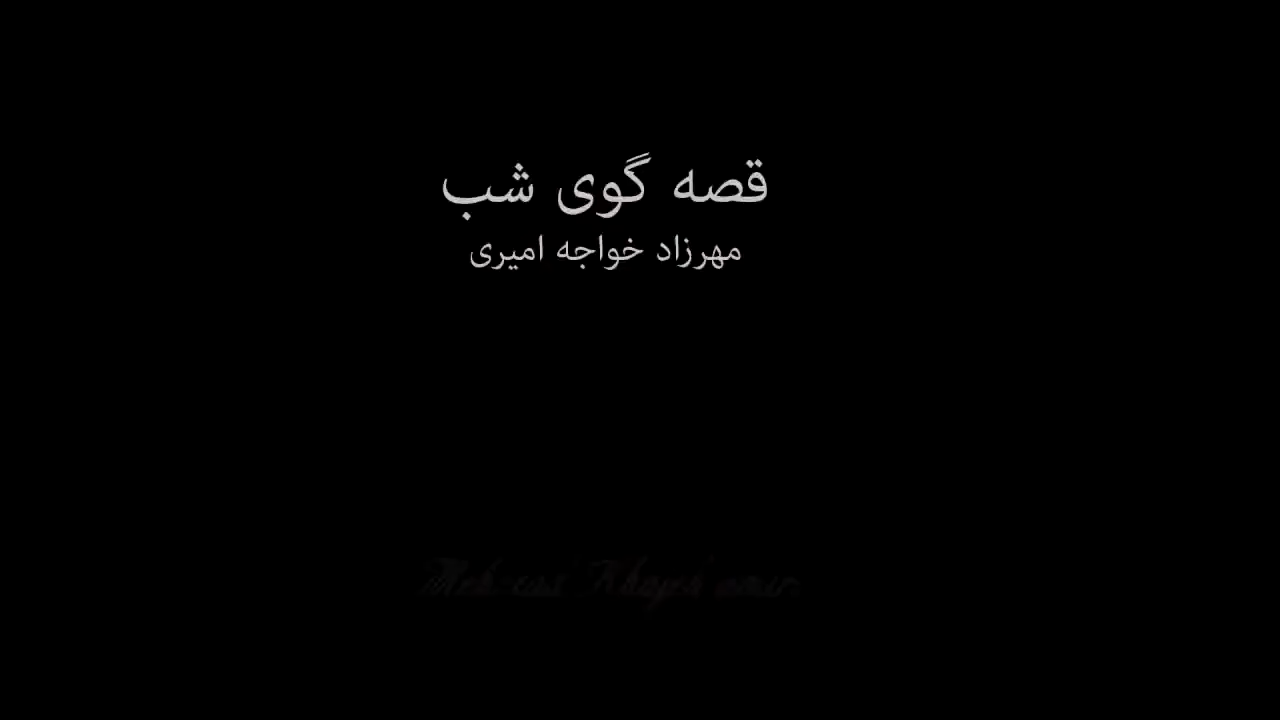 قصه گوی شب
مهرزاد خواجه امیری